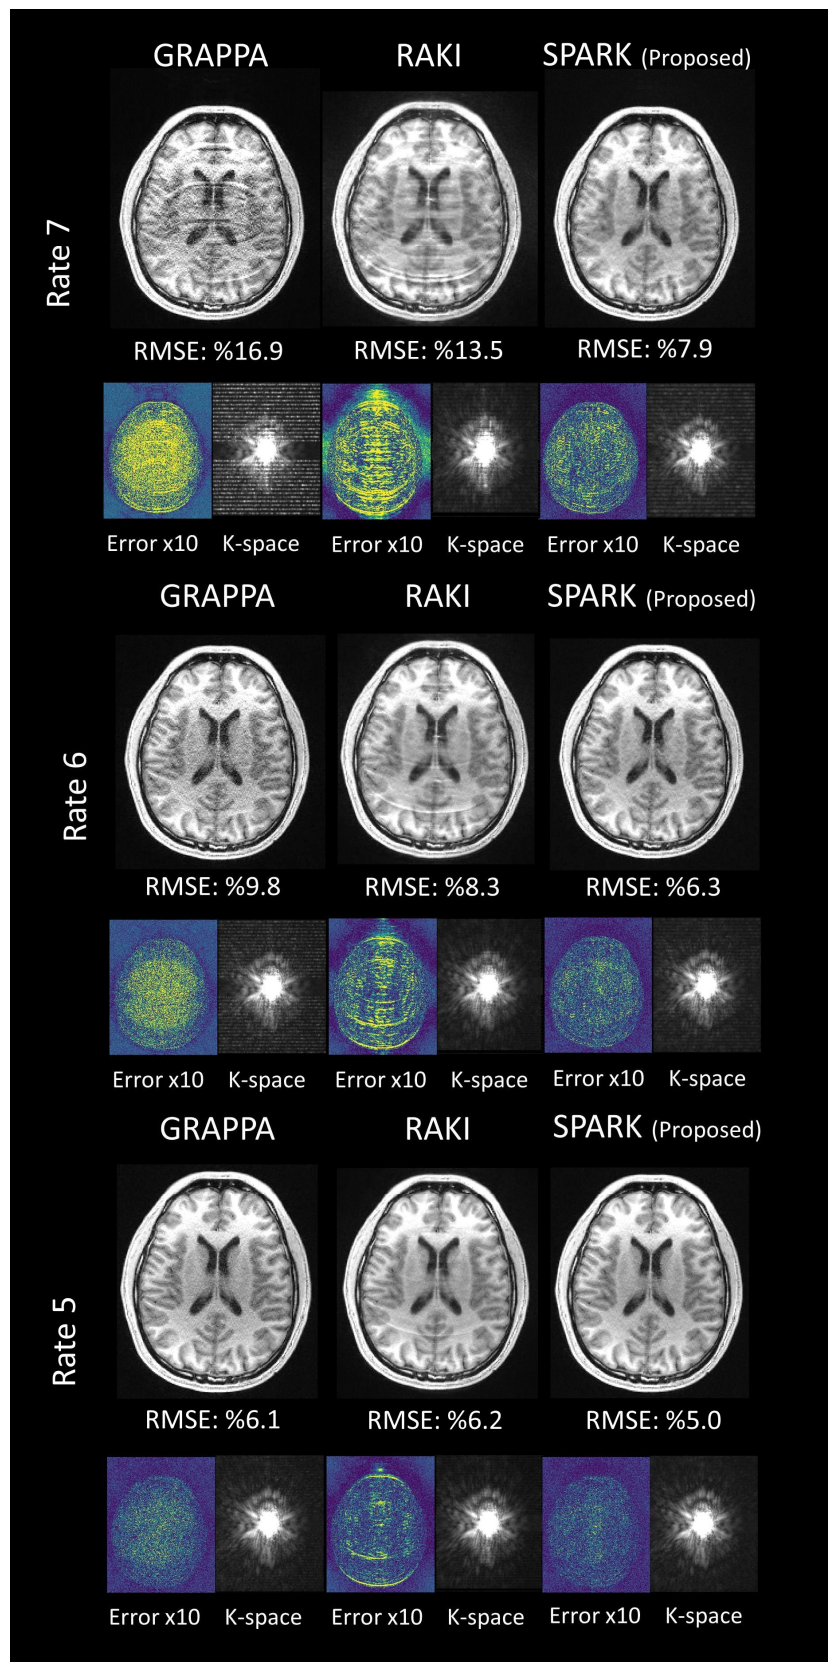 GRAPPA RAKI SPARK (Proposed)
Rate 7
RMSE: %16.9 RMSE: %13.5 RMSE: %7.9
Error x10 K-space Error x10 K-space Error x10 K-space
GRAPPA RAKI SPARK (Proposed)
Rate 6
RMSE: %9.8 RMSE: %8.3 RMSE: %6.3
Error x10 K-space Error x10 K-space Error x10 K-space
GRAPPA RAKI SPARK (Proposed)
Rate 5
RMSE: %6.1 RMSE: %6.2 RMSE: %5.0
Error x10 K-space Error x10 K-space Error x10 K-space